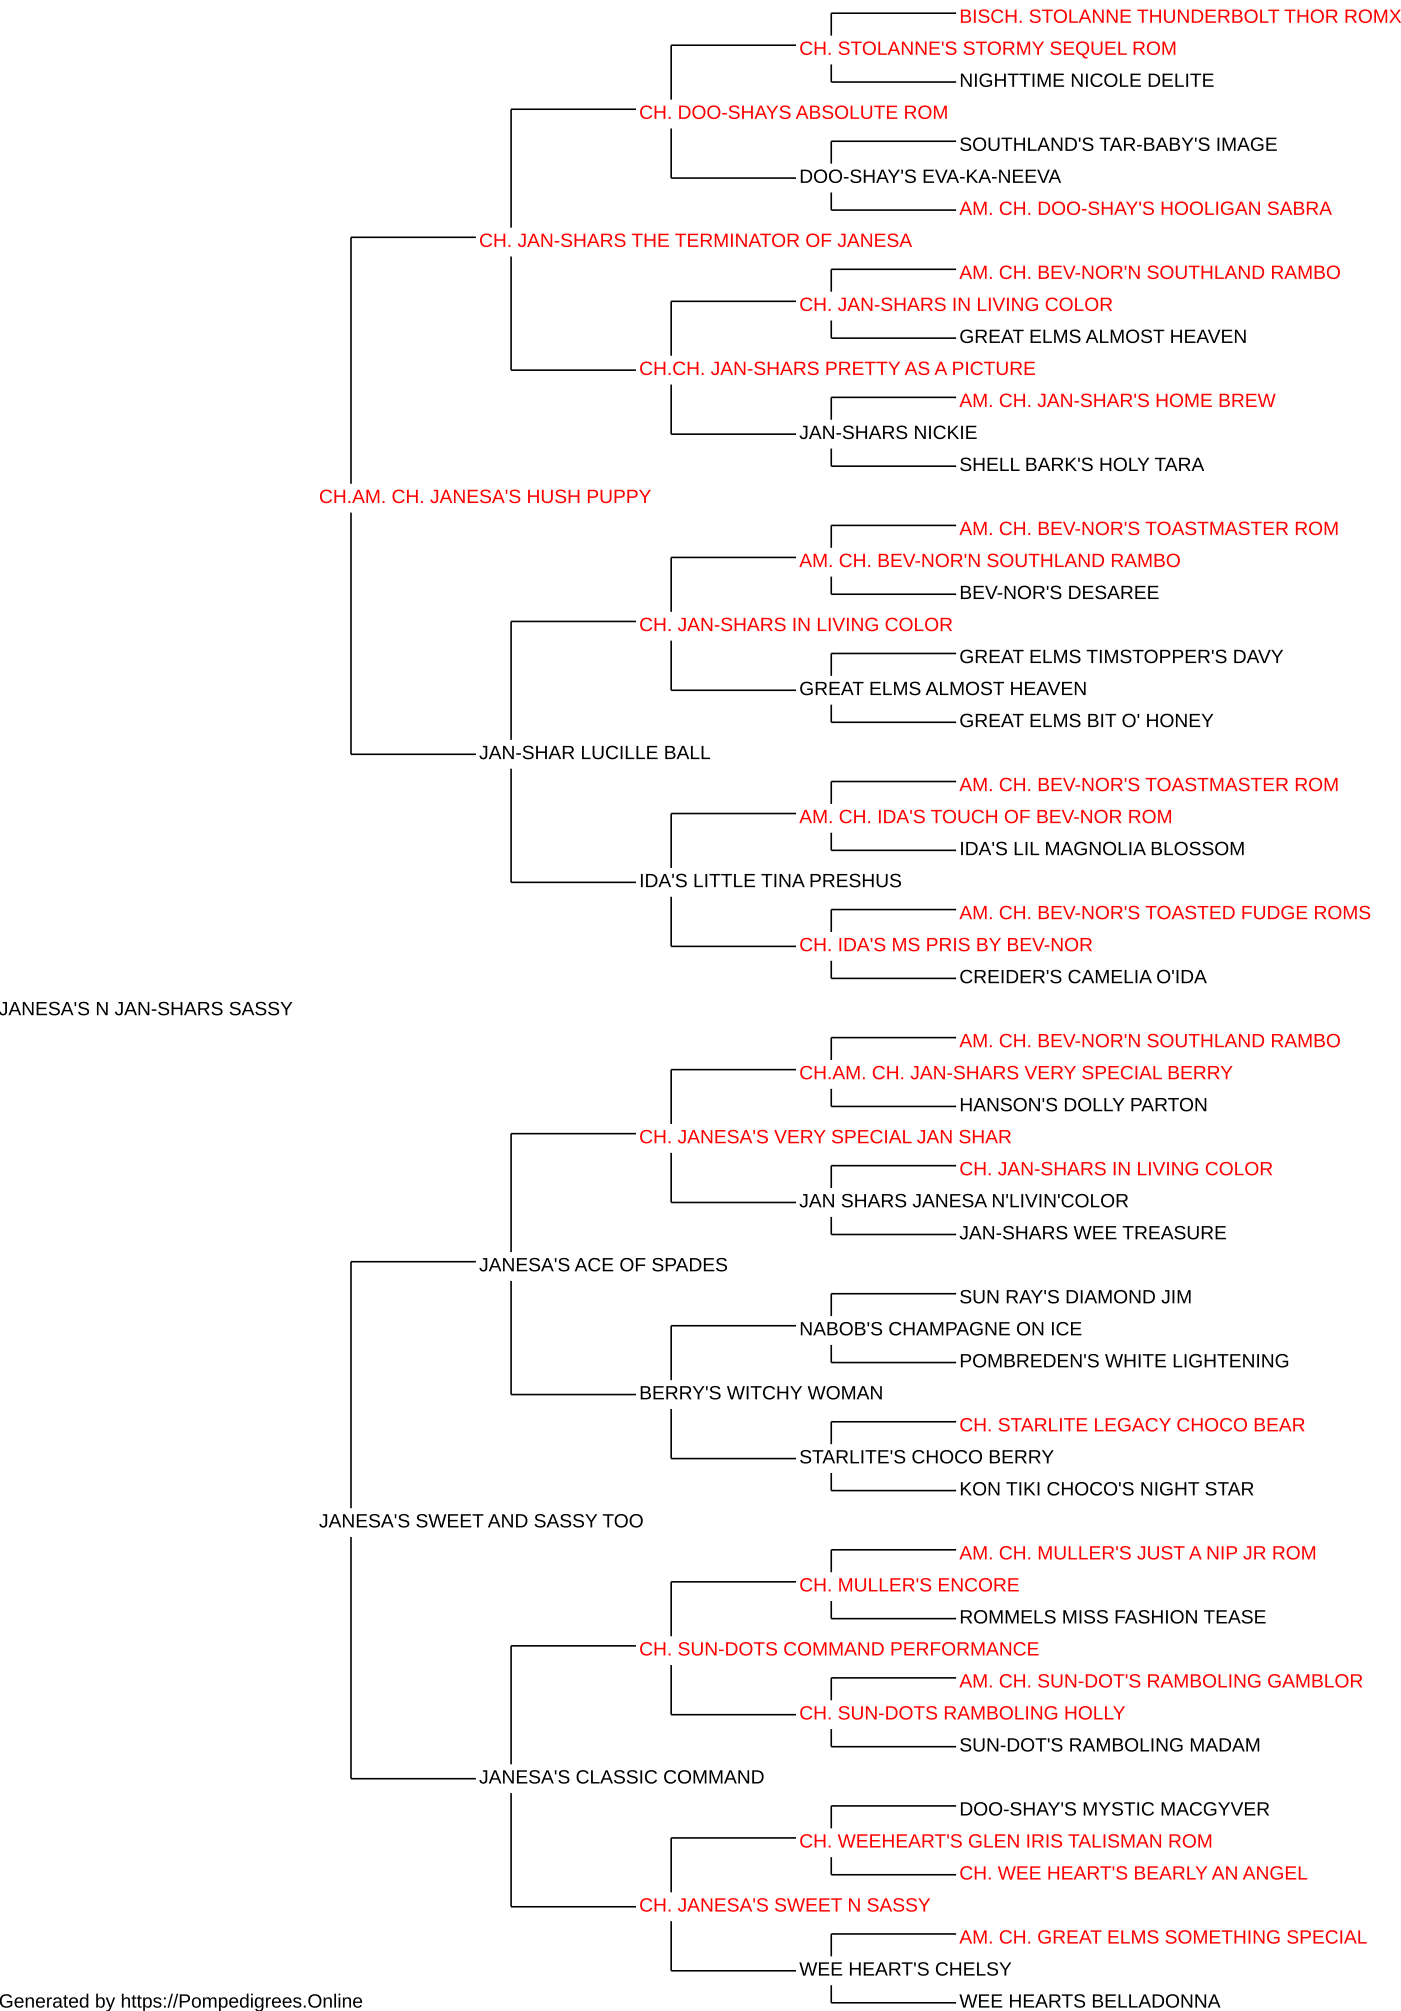 BISCH. STOLANNE THUNDERBOLT THOR ROMX
CH. STOLANNE'S STORMY SEQUEL ROM
NIGHTTIME NICOLE DELITE
CH. DOO-SHAYS ABSOLUTE ROM
SOUTHLAND'S TAR-BABY'S IMAGE
DOO-SHAY'S EVA-KA-NEEVA
AM. CH. DOO-SHAY'S HOOLIGAN SABRA
CH. JAN-SHARS THE TERMINATOR OF JANESA
AM. CH. BEV-NOR'N SOUTHLAND RAMBO
CH. JAN-SHARS IN LIVING COLOR
GREAT ELMS ALMOST HEAVEN
CH.CH. JAN-SHARS PRETTY AS A PICTURE
AM. CH. JAN-SHAR'S HOME BREW
JAN-SHARS NICKIE
SHELL BARK'S HOLY TARA
CH.AM. CH. JANESA'S HUSH PUPPY
AM. CH. BEV-NOR'S TOASTMASTER ROM
AM. CH. BEV-NOR'N SOUTHLAND RAMBO
BEV-NOR'S DESAREE
CH. JAN-SHARS IN LIVING COLOR
GREAT ELMS TIMSTOPPER'S DAVY
GREAT ELMS ALMOST HEAVEN
GREAT ELMS BIT O' HONEY
JAN-SHAR LUCILLE BALL
AM. CH. BEV-NOR'S TOASTMASTER ROM
AM. CH. IDA'S TOUCH OF BEV-NOR ROM
IDA'S LIL MAGNOLIA BLOSSOM
IDA'S LITTLE TINA PRESHUS
AM. CH. BEV-NOR'S TOASTED FUDGE ROMS
CH. IDA'S MS PRIS BY BEV-NOR
CREIDER'S CAMELIA O'IDA
JANESA'S N JAN-SHARS SASSY
AM. CH. BEV-NOR'N SOUTHLAND RAMBO
CH.AM. CH. JAN-SHARS VERY SPECIAL BERRY
HANSON'S DOLLY PARTON
CH. JANESA'S VERY SPECIAL JAN SHAR
CH. JAN-SHARS IN LIVING COLOR
JAN SHARS JANESA N'LIVIN'COLOR
JAN-SHARS WEE TREASURE
JANESA'S ACE OF SPADES
SUN RAY'S DIAMOND JIM
NABOB'S CHAMPAGNE ON ICE
POMBREDEN'S WHITE LIGHTENING
BERRY'S WITCHY WOMAN
CH. STARLITE LEGACY CHOCO BEAR
STARLITE'S CHOCO BERRY
KON TIKI CHOCO'S NIGHT STAR
JANESA'S SWEET AND SASSY TOO
AM. CH. MULLER'S JUST A NIP JR ROM
CH. MULLER'S ENCORE
ROMMELS MISS FASHION TEASE
CH. SUN-DOTS COMMAND PERFORMANCE
AM. CH. SUN-DOT'S RAMBOLING GAMBLOR
CH. SUN-DOTS RAMBOLING HOLLY
SUN-DOT'S RAMBOLING MADAM
JANESA'S CLASSIC COMMAND
DOO-SHAY'S MYSTIC MACGYVER
CH. WEEHEART'S GLEN IRIS TALISMAN ROM
CH. WEE HEART'S BEARLY AN ANGEL
CH. JANESA'S SWEET N SASSY
AM. CH. GREAT ELMS SOMETHING SPECIAL
WEE HEART'S CHELSY
WEE HEARTS BELLADONNA
Generated by https://Pompedigrees.Online